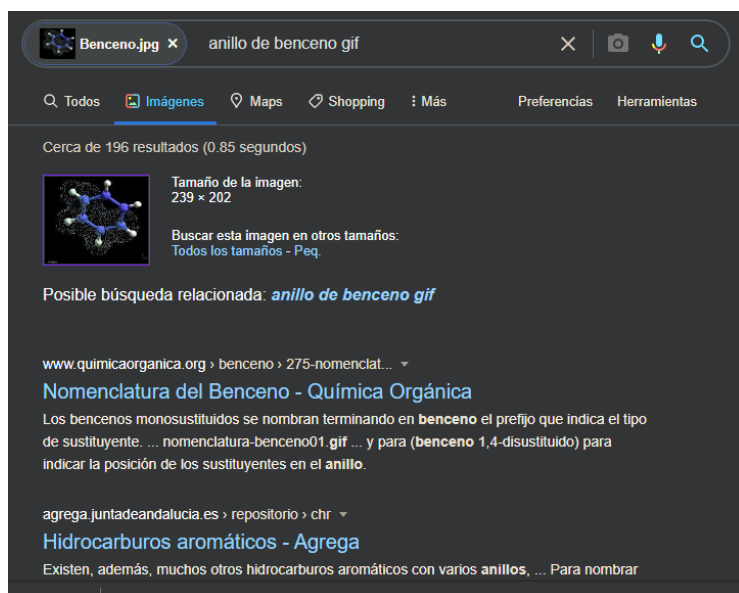 Benceno.jpg × anillo de benceno gif
Todos Imágenes Maps Shopping Más Preferencias Herramientas
Cerca de 196 resultados (0.85 segundos)
Tamaño de la imagen:
239 × 202
Buscar esta imagen en otros tamaños:
Todos los tamaños - Peq.
Posible búsqueda relacionada: anillo de benceno gif
www.quimicaorganica.org › benceno › 275-nomenclat...
Nomenclatura del Benceno - Química Orgánica
Los bencenos monosustituidos se nombran terminando en benceno el prefijo que indica el tipo
de sustituyente. ... nomenclatura-benceno01.gif ... y para (benceno 1,4-disustituido) para
indicar la posición de los sustituyentes en el anillo.
agrega.juntadeandalucia.es › repositorio › chr
Hidrocarburos aromáticos - Agrega
Existen, además, muchos otros hidrocarburos aromáticos con varios anillos, ... Para nombrar